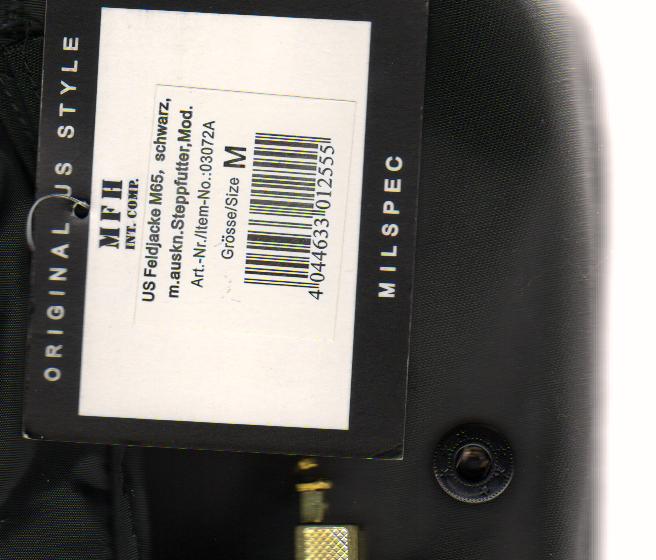 ORIGINAL US STYLE
MFH
INT. COMP.
US Feldjacke M65, schwarz,
m.auskn.Steppfutter,Mod.
Art.-Nr./Item-No.:03072A
Grösse/Size M
4 044633 012555
MILSPEC